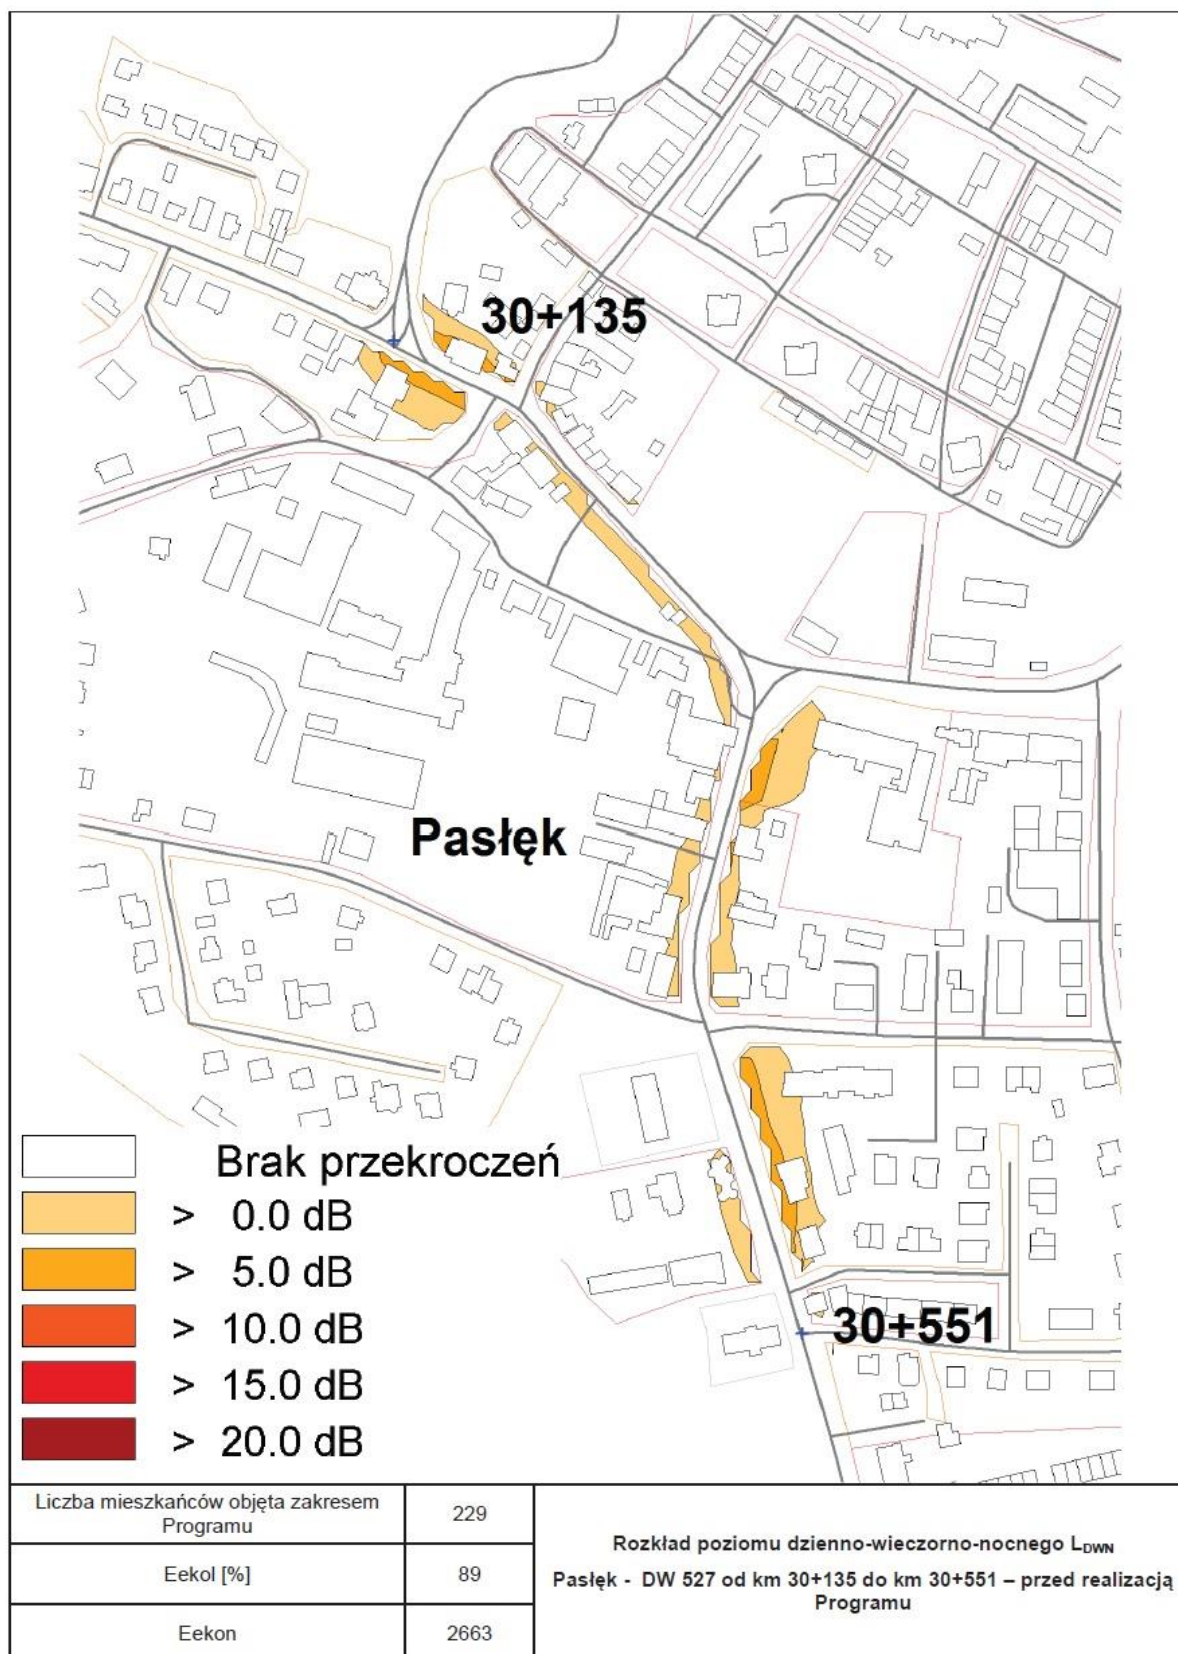 30+135
Pasłęk
Brak przekroczeń
> 0.0 dB
> 5.0 dB
> 10.0 dB
> 15.0 dB
> 20.0 dB
30+551
Liczba mieszkańców objęta zakresem
Programu
229
Eekol [%]
89
Eekon
2663
Rozkład poziomu dzienno-wieczorno-nocnego LDWN
Pasłęk - DW 527 od km 30+135 do km 30+551 – przed realizacją
Programu